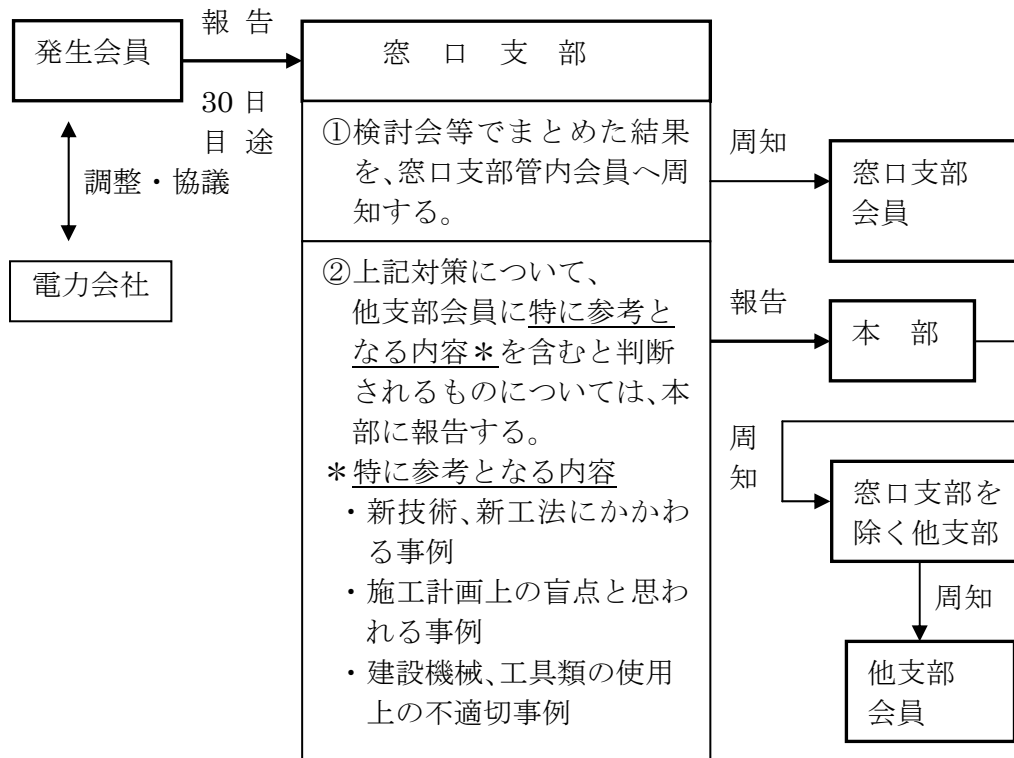 発生会員
報 告
30 日
目 途
調整・協議
電力会社
窓 口 支 部
①検討会等でまとめた結果
を、窓口支部管内会員へ周
知する。
②上記対策について、
他支部会員に特に参考と
なる内容＊を含むと判断
されるものについては、本
部に報告する。
＊特に参考となる内容
・新技術、新工法にかかわ
る事例
・施工計画上の盲点と思わ
れる事例
・建設機械、工具類の使用
上の不適切事例
周知
窓口支部
会員
報告
本 部
周
知
窓口支部を
除く他支部
周知
他支部
会員